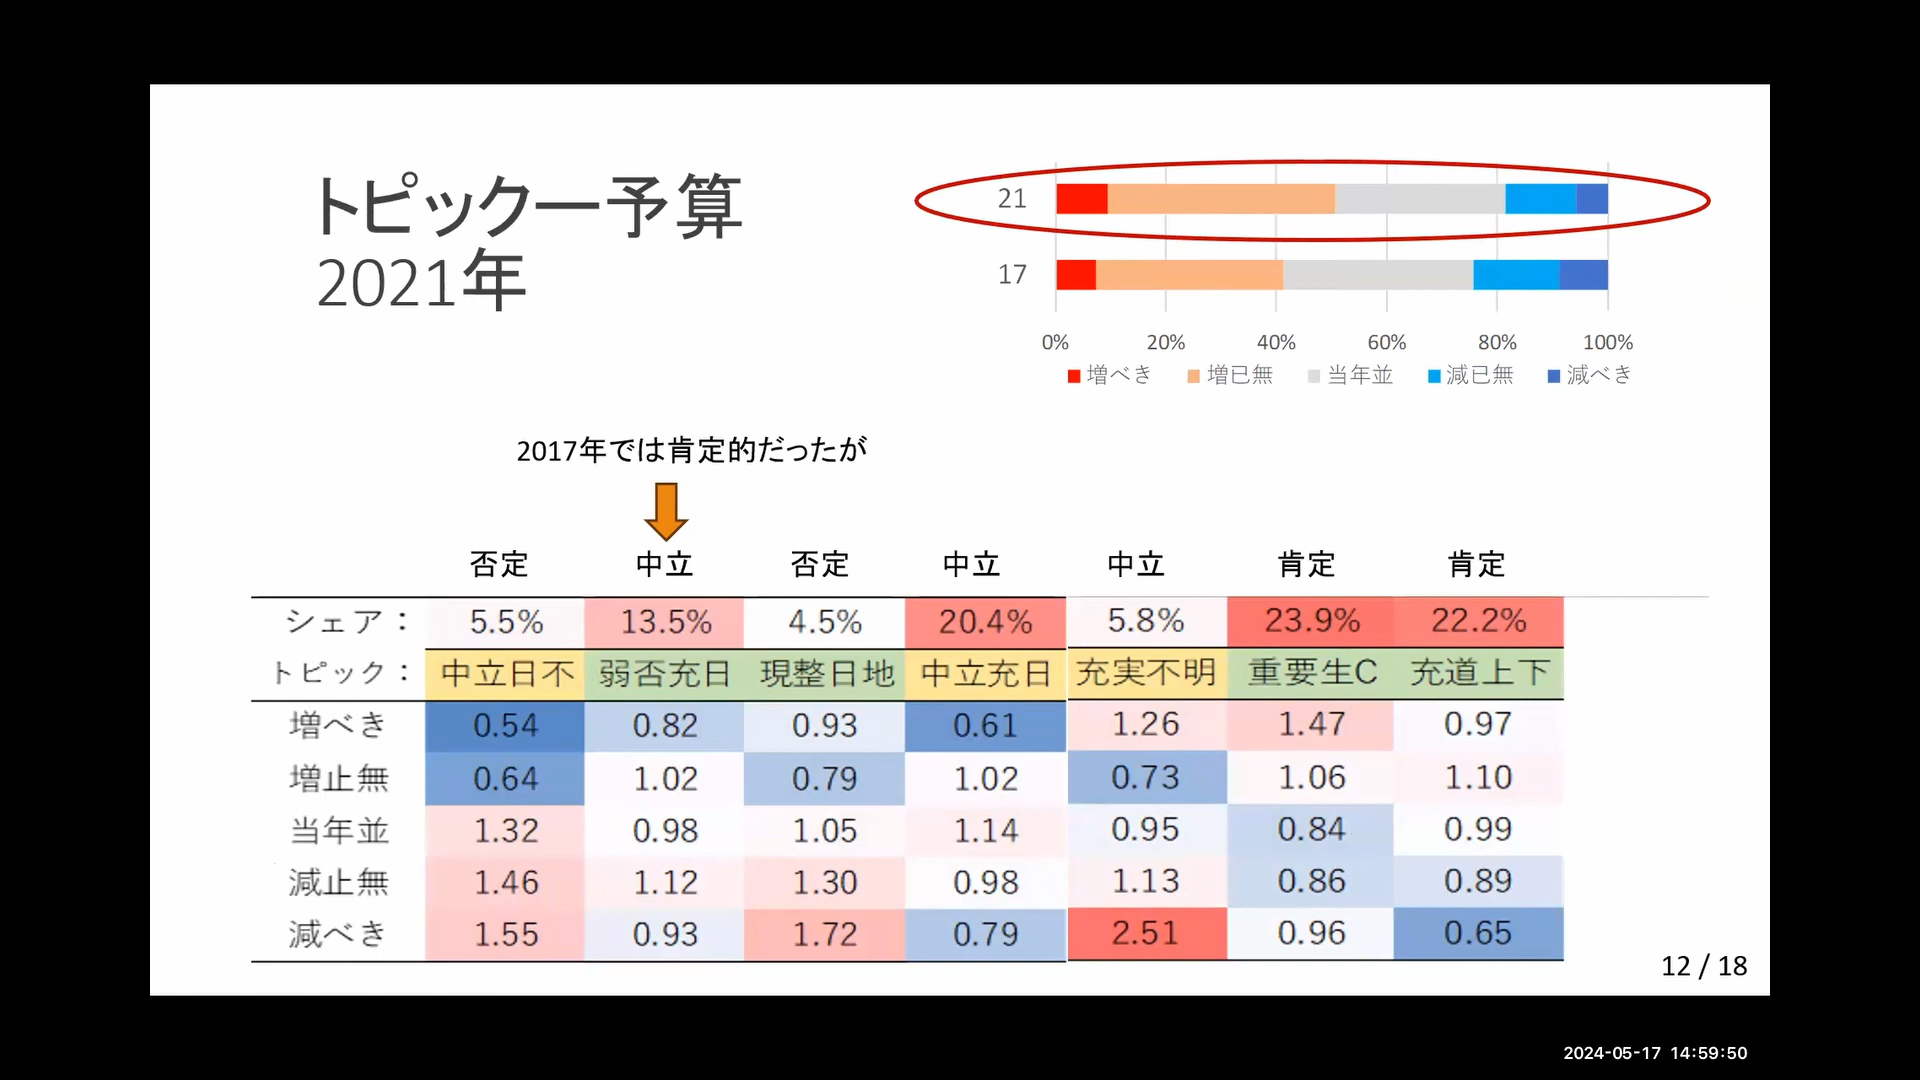 トピックー予算
2021年
21
17
0% 20% 40% 60% 80% 100%
増べき 増已無 当年並 減已無 減べき
2017年では肯定的だったが
否定 中立 否定 中立 中立 肯定 肯定
シェア： 5.5% 13.5% 4.5% 20.4% 5.8% 23.9% 22.2%
トピック： 中立日不 弱否充日 現整日地 中立充日 充実不明 重要生C 充道上下
増べき 0.54 0.82 0.93 0.61 1.26 1.47 0.97
増止無 0.64 1.02 0.79 1.02 0.73 1.06 1.10
当年並 1.32 0.98 1.05 1.14 0.95 0.84 0.99
減止無 1.46 1.12 1.30 0.98 1.13 0.86 0.89
減べき 1.55 0.93 1.72 0.79 2.51 0.96 0.65
12 / 18
2024-05-17 14:59:50